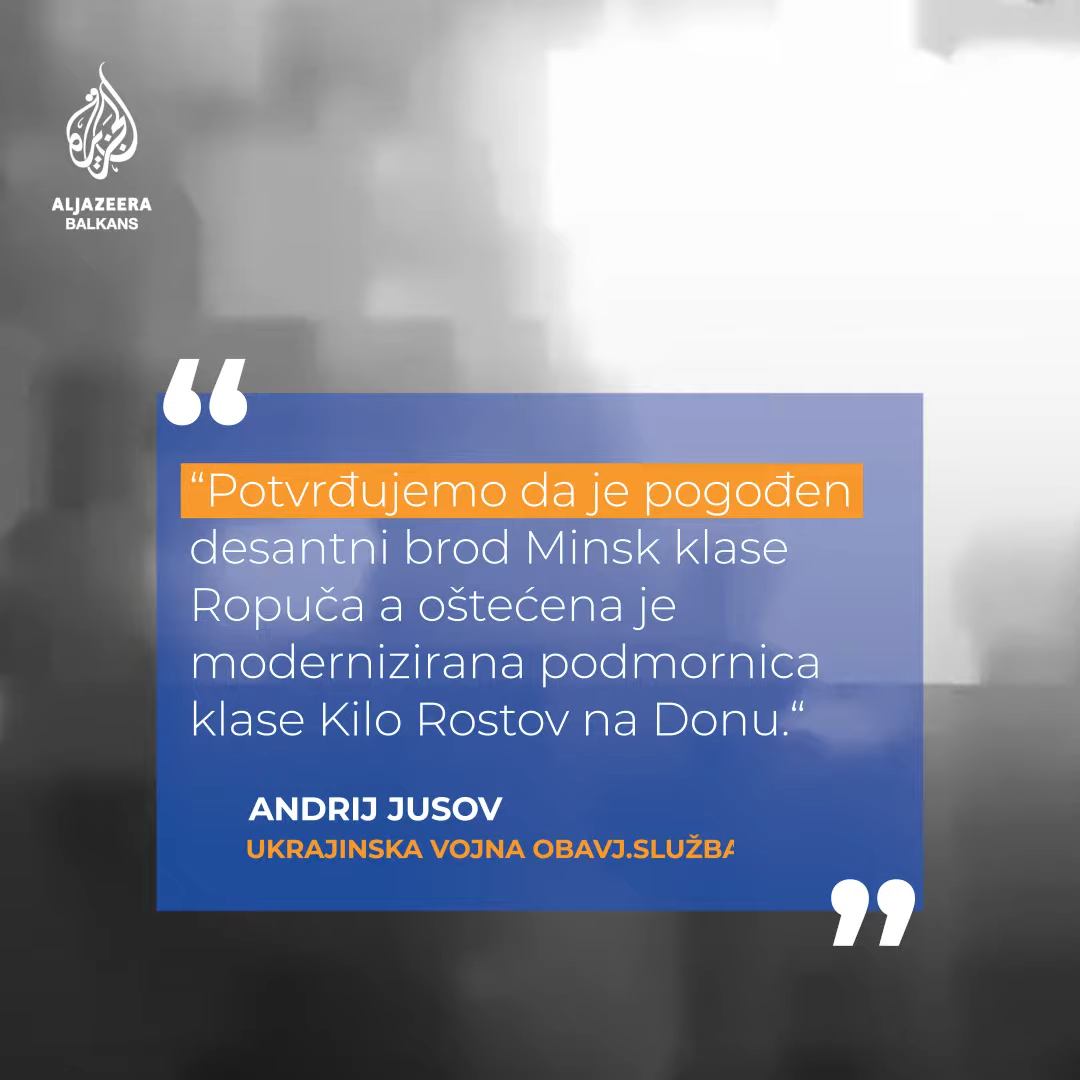 الجزيرة
ALJAZEERA
BALKANS
“
“Potvrđujemo da je pogođen
desantni brod Minsk klase
Ropuča a oštećena je
modernizirana podmornica
klase Kilo Rostov na Donu.“
ANDRIJ JUSOV
UKRAJINSKA VOJNA OBAVJ.SLUŽBA
”